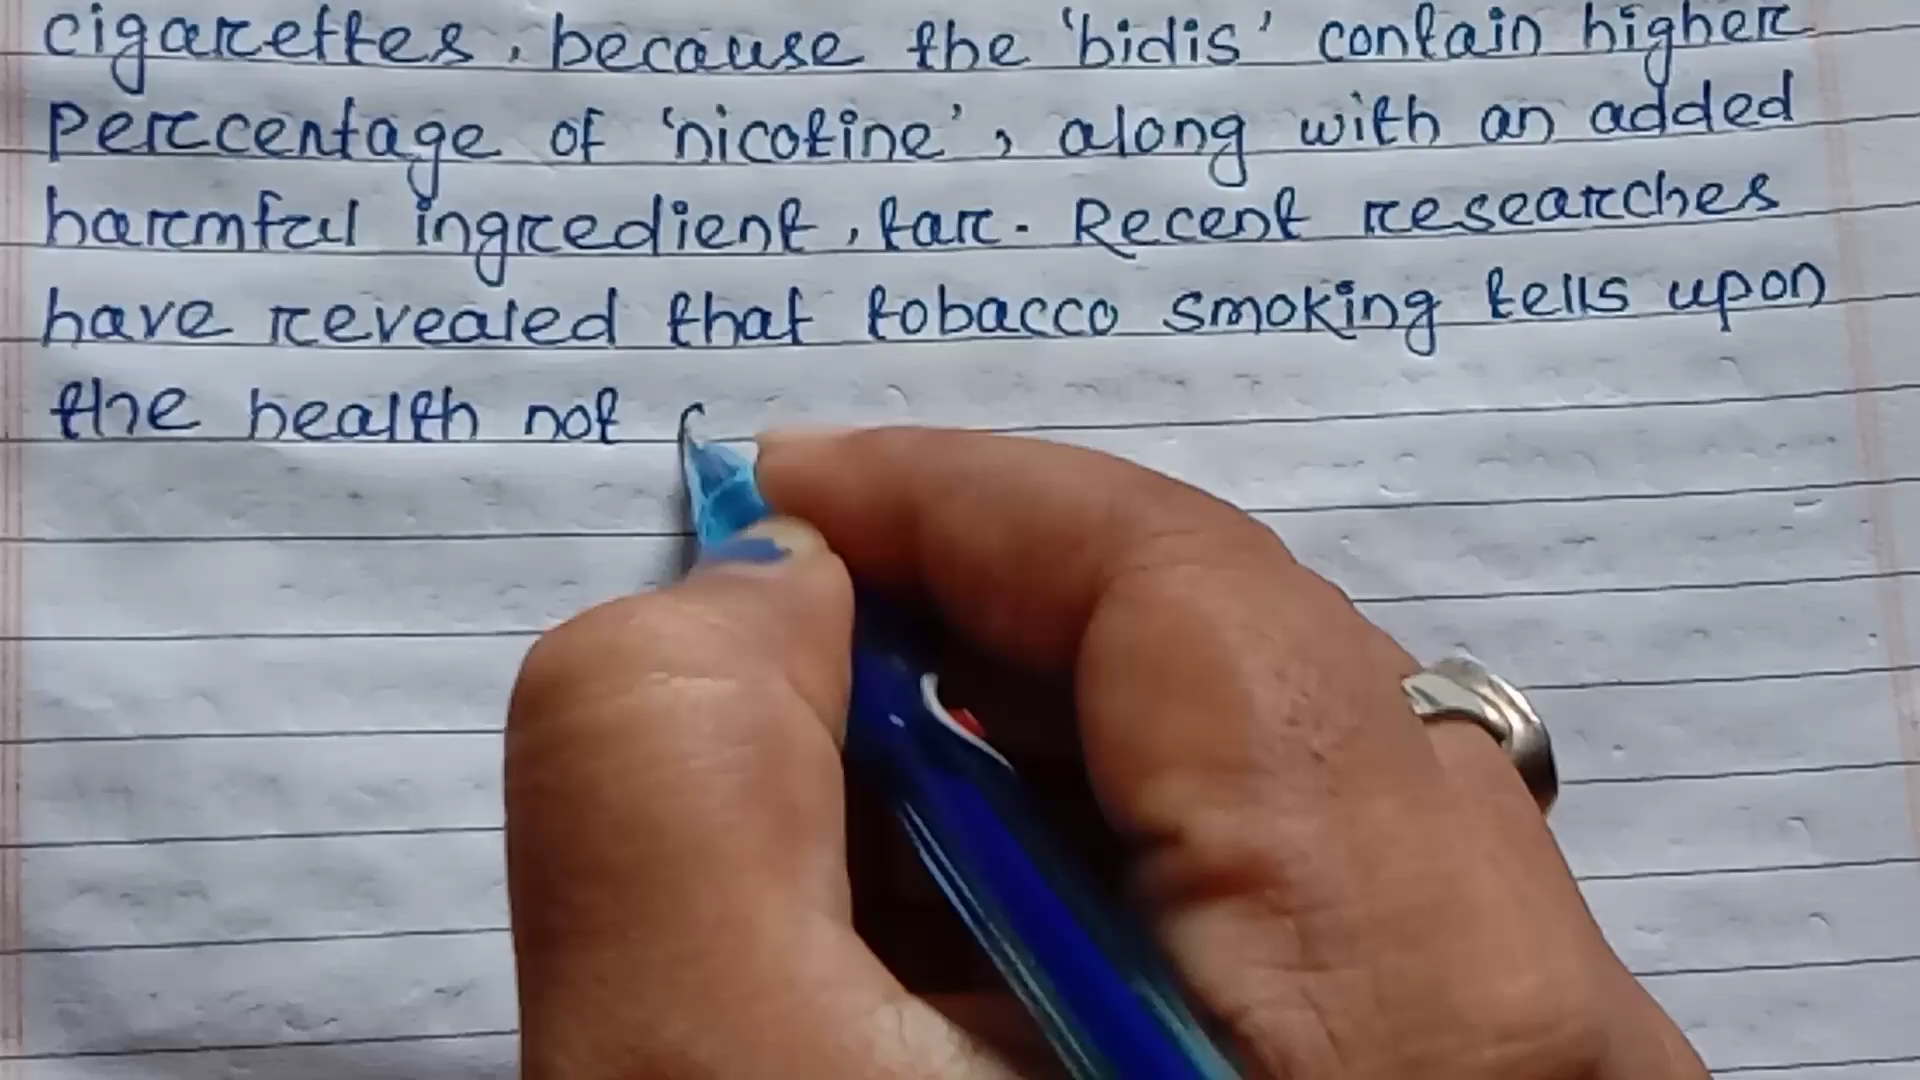 cigarettes, because the 'bidis' contain higher
percentage of 'nicotine', along with an added
harmful ingredient, tar. Recent researches
have revealed that tobacco smoking tells upon
the health not